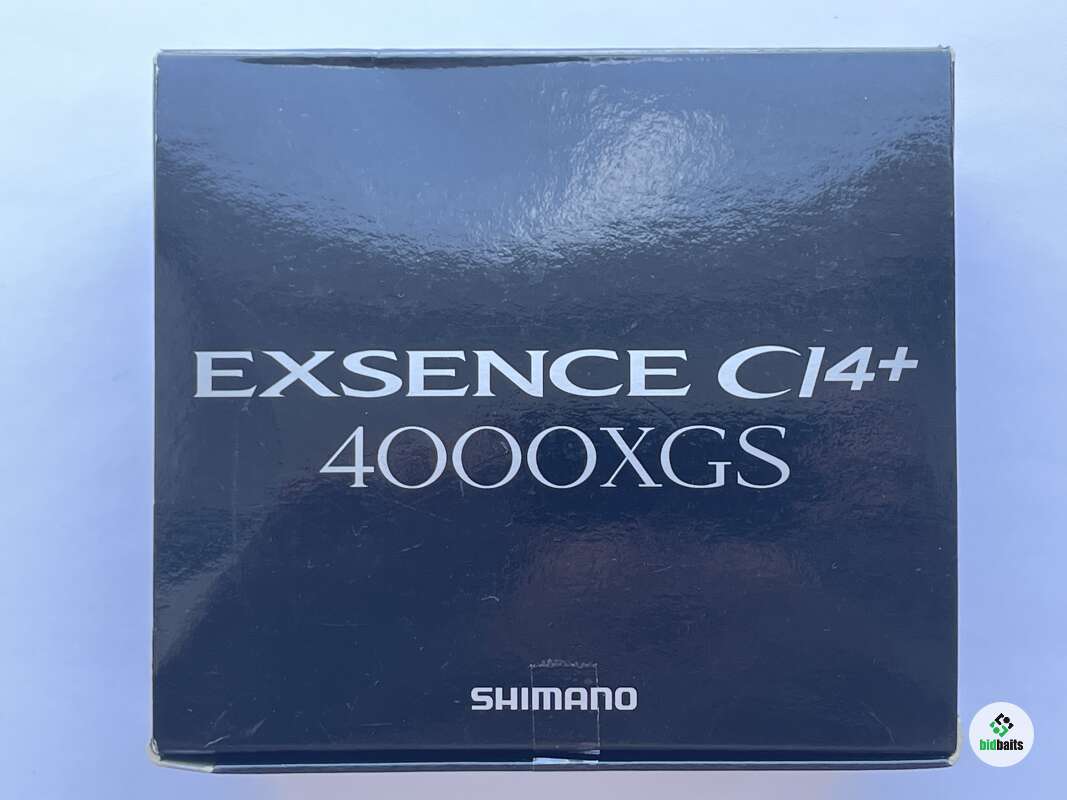 EXSENCE CI4+
4000XGS
SHIMANO
bidbaits